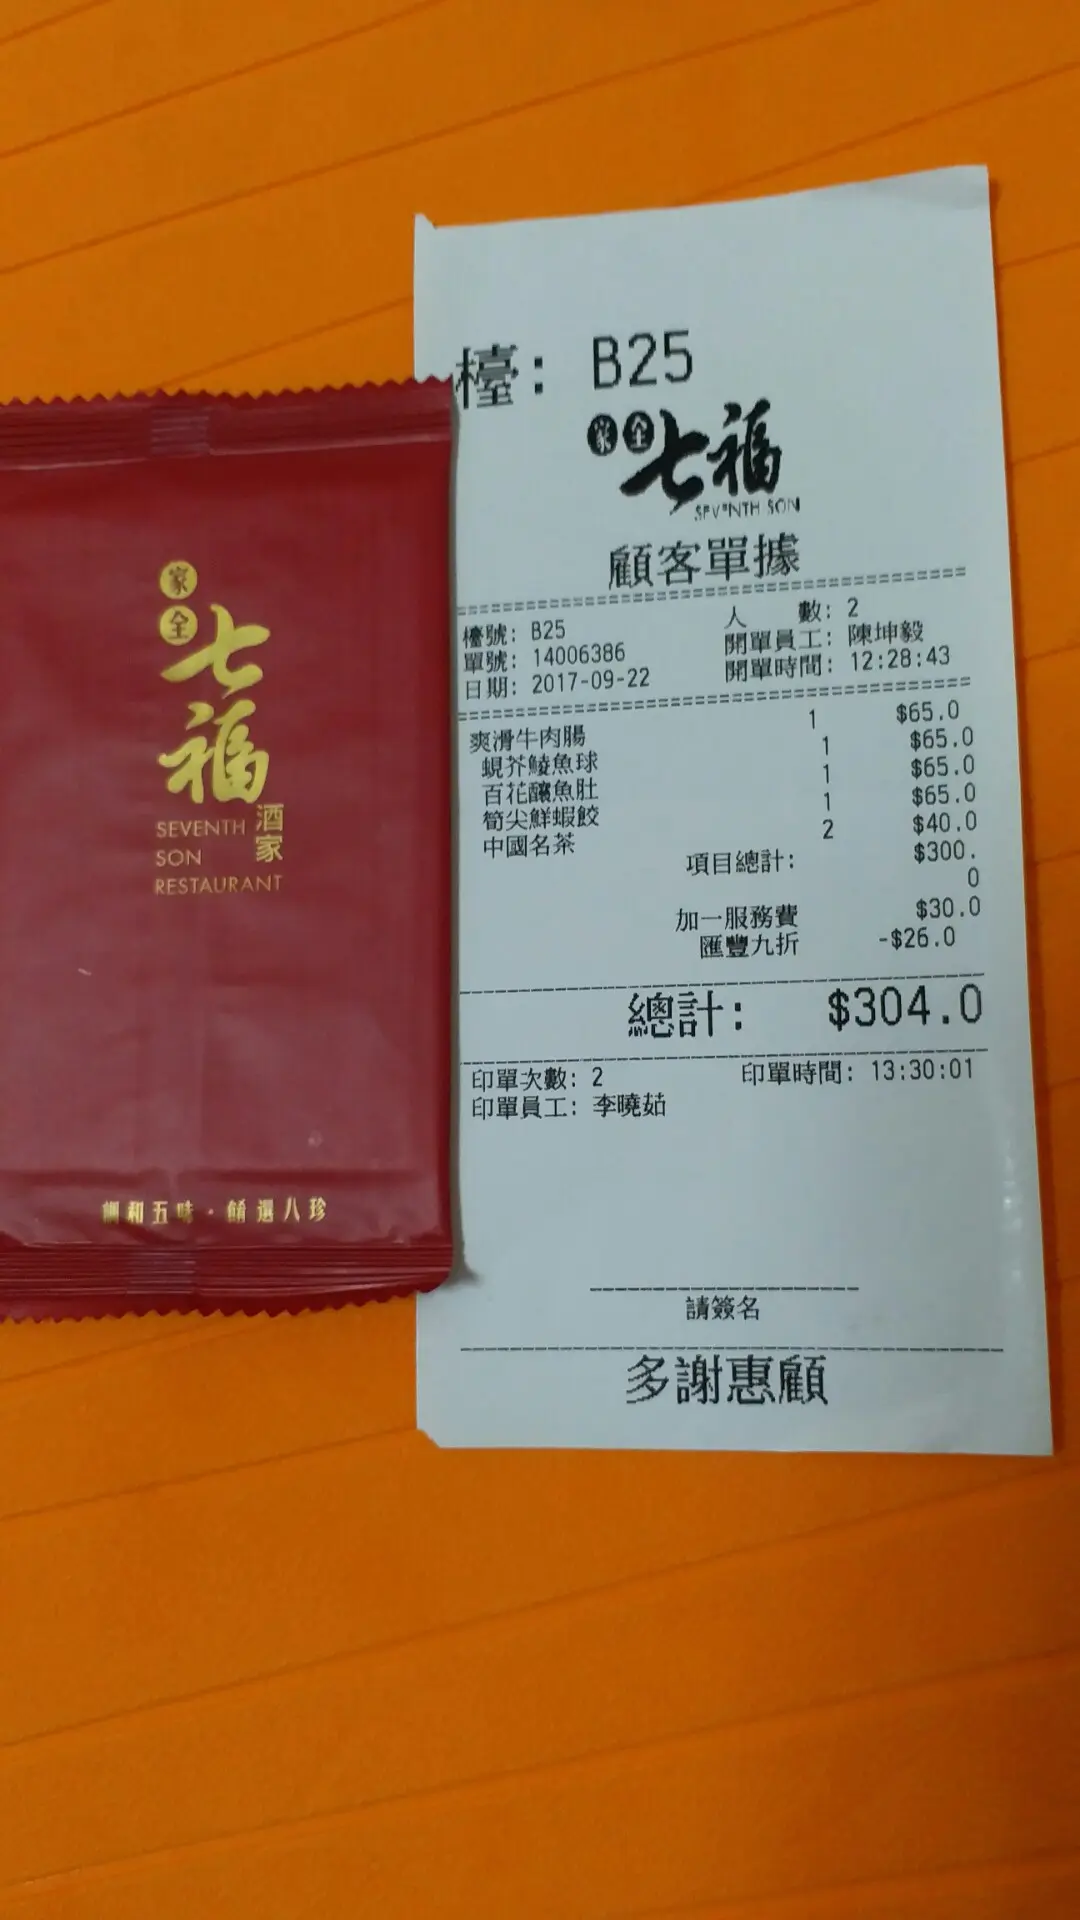 家
全
七
福
酒
家
SEVENTH
SON
RESTAURANT
調和五味·餚選八珍
檯: B25
家全七福
SEVENTH SON
顧客單據
檯號: B25 人 數: 2
單號: 14006386 開單員工: 陳坤毅
日期: 2017-09-22 開單時間: 12:28:43
爽滑牛肉腸 1 $65.0
蜆芥鯪魚球 1 $65.0
百花釀魚肚 1 $65.0
筍尖鮮蝦餃 1 $65.0
中國名茶 2 $40.0
項目總計: $300.
0
加一服務費 $30.0
匯豐九折 -$26.0
總計: $304.0
印單次數: 2 印單時間: 13:30:01
印單員工: 李曉茹
請簽名
多謝惠顧